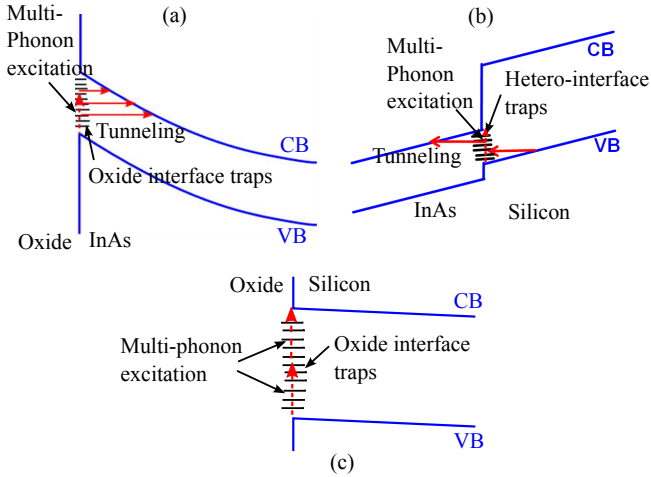 (a)
Multi-
Phonon
excitation
Tunneling
Oxide interface traps
CB
VB
Oxide InAs
(b)
Multi-
Phonon
excitation
CB
Hetero-interface
traps
VB
Tunneling
InAs
Silicon
Oxide Silicon
CB
Multi-phonon
excitation
Oxide interface
traps
VB
(c)